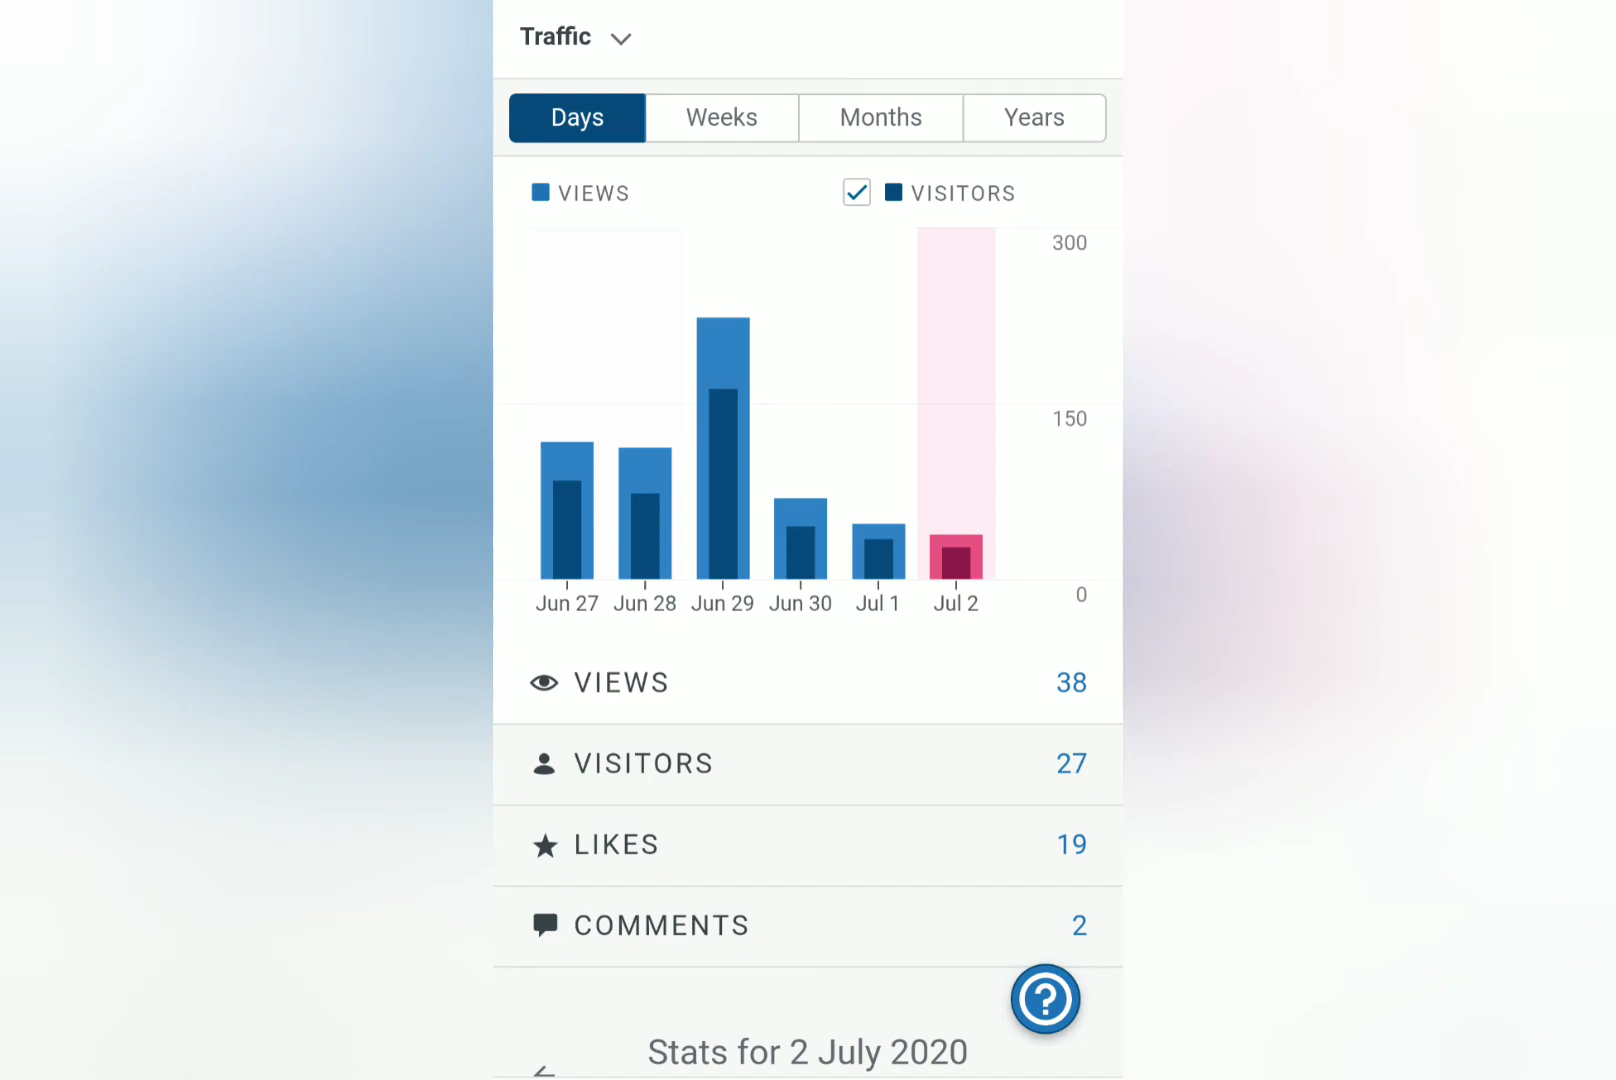 Traffic
Days Weeks Months Years
VIEWS VISITORS
300
150
0
Jun 27 Jun 28 Jun 29 Jun 30 Jul 1 Jul 2
VIEWS 38
VISITORS 27
LIKES 19
COMMENTS 2
?
Stats for 2 July 2020